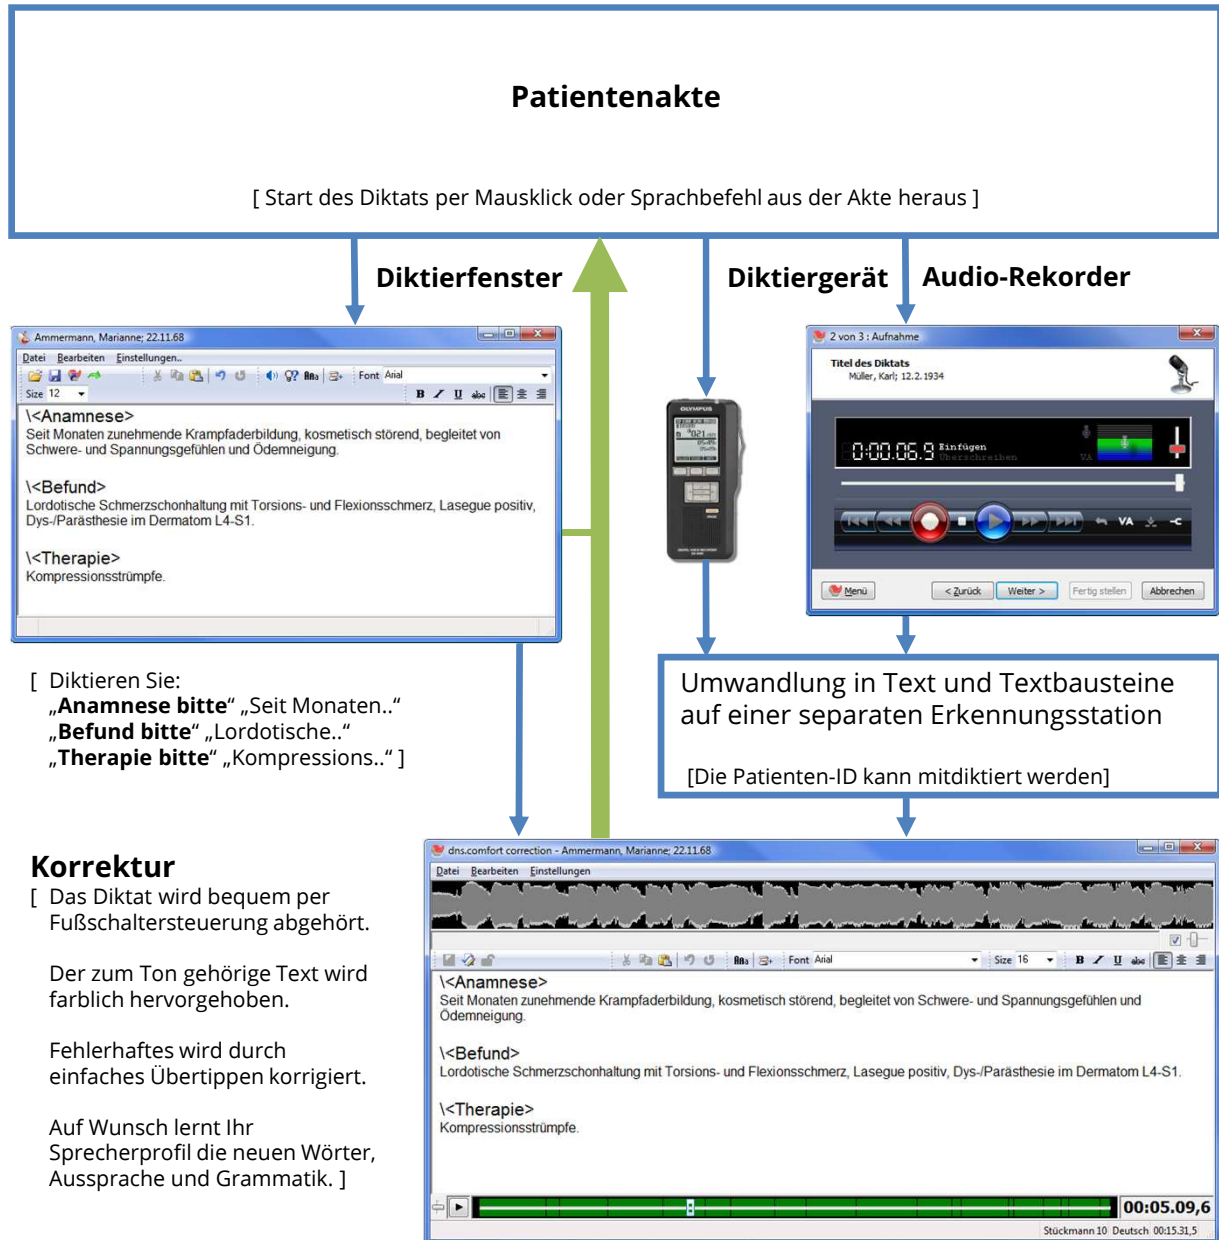 Patientenakte
[ Start des Diktats per Mausklick oder Sprachbefehl aus der Akte heraus ]
Diktierfenster
Diktiergerät
Audio-Rekorder
Ammermann, Marianne; 22.11.68
Datei Bearbeiten Einstellungen..
Font Arial
Size 12
B I U abc
\<Anamnese>
Seit Monaten zunehmende Krampfaderbildung, kosmetisch störend, begleitet von
Schwere- und Spannungsgefühlen und Ödemneigung.
\<Befund>
Lordotische Schmerzschonhaltung mit Torsions- und Flexionsschmerz, Lasegue positiv,
Dys-/Parästhesie im Dermatom L4-S1.
\<Therapie>
Kompressionsstrümpfe.
OLYMPUS
2 von 3 : Aufnahme
Titel des Diktats
Müller, Karl; 12.2.1934
0:00.06.9 Einfügen
Überschreiben
VA
VA
Menü
< Zurück
Weiter >
Fertig stellen
Abbrechen
[ Diktieren Sie:
„Anamnese bitte“ „Seit Monaten..“
„Befund bitte“ „Lordotische..“
„Therapie bitte“ „Kompressions..“ ]
Umwandlung in Text und Textbausteine
auf einer separaten Erkennungsstation
[Die Patienten-ID kann mitdiktiert werden]
Korrektur
[ Das Diktat wird bequem per
Fußschaltersteuerung abgehört.
Der zum Ton gehörige Text wird
farblich hervorgehoben.
Fehlerhaftes wird durch
einfaches Übertippen korrigiert.
Auf Wunsch lernt Ihr
Sprecherprofil die neuen Wörter,
Aussprache und Grammatik. ]
dns.comfort correction - Ammermann, Marianne; 22.11.68
Datei Bearbeiten Einstellungen
Font Arial Size 16 B I U abc
\<Anamnese>
Seit Monaten zunehmende Krampfaderbildung, kosmetisch störend, begleitet von Schwere- und Spannungsgefühlen und
Ödemneigung.
\<Befund>
Lordotische Schmerzschonhaltung mit Torsions- und Flexionsschmerz, Lasegue positiv, Dys-/Parästhesie im Dermatom L4-S1.
\<Therapie>
Kompressionsstrümpfe.
00:05.09,6
Stückmann 10 Deutsch 00:15.31,5